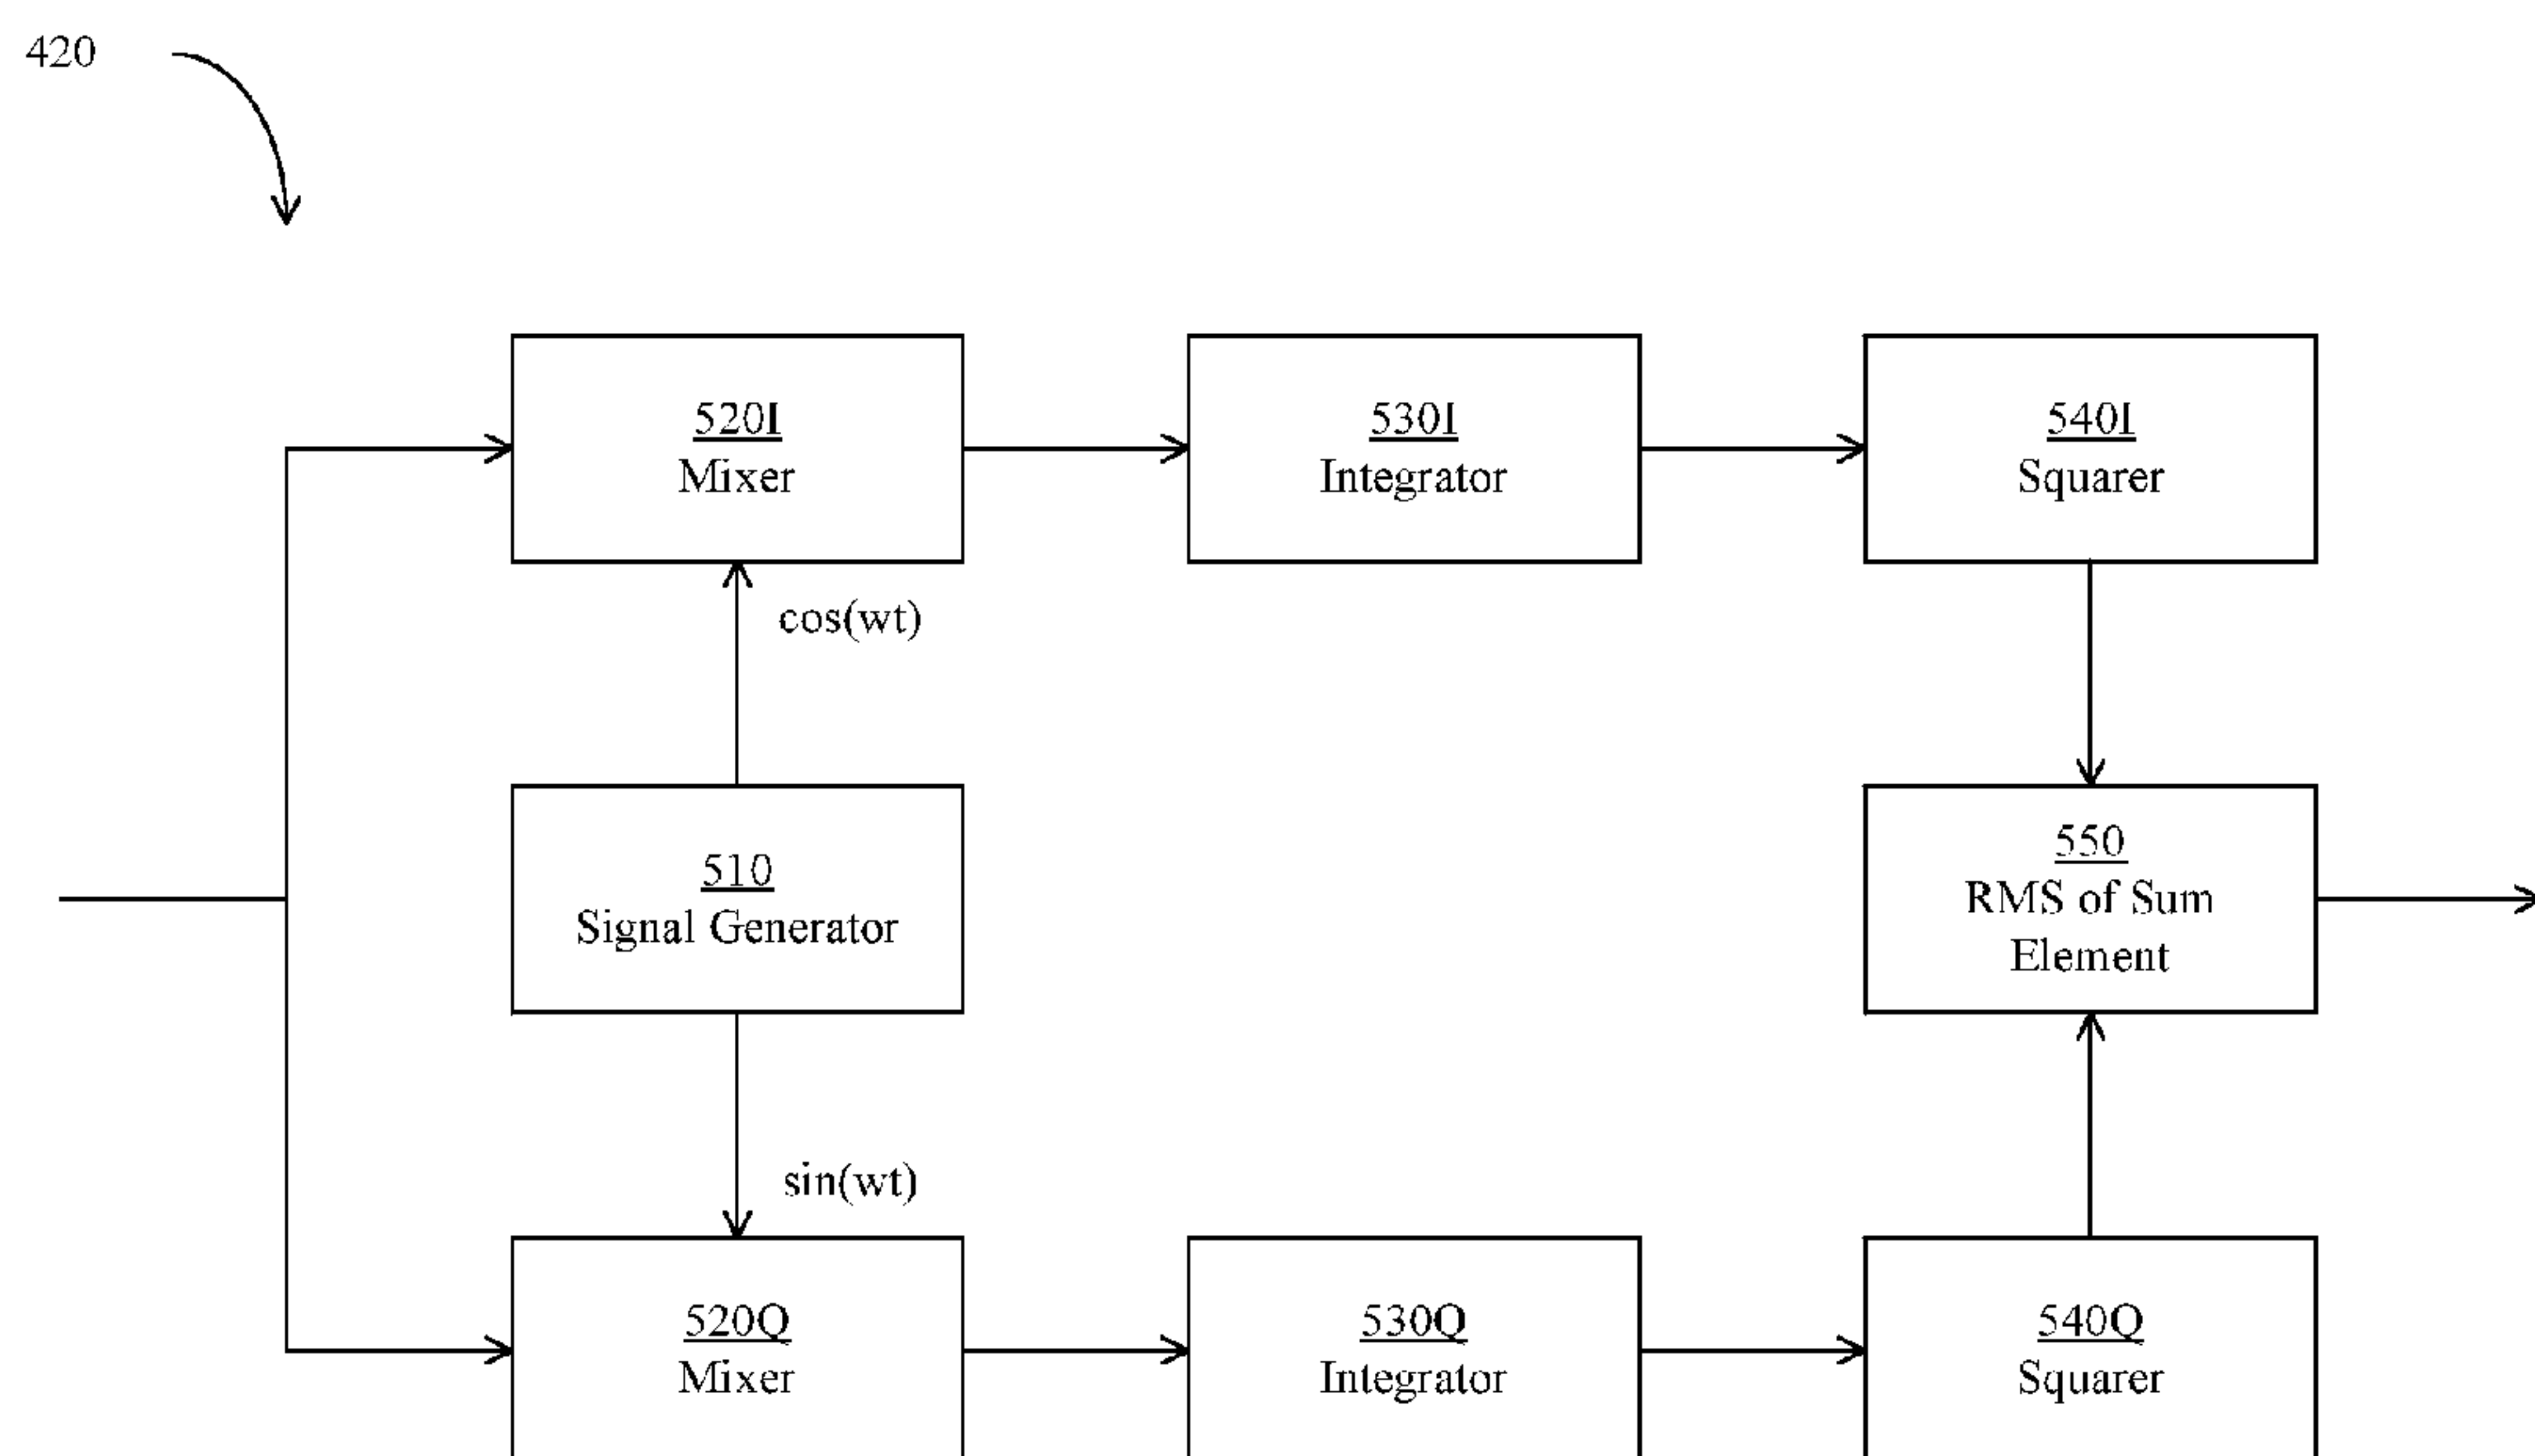 420
520I
Mixer
530I
Integrator
540I
Squarer
cos(wt)
510
Signal Generator
550
RMS of Sum
Element
sin(wt)
520Q
Mixer
530Q
Integrator
540Q
Squarer